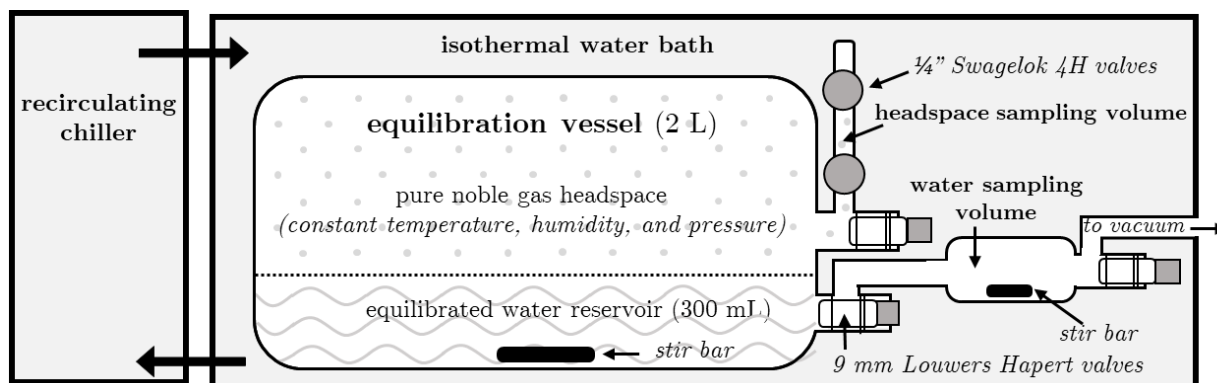 recirculating
chiller
isothermal water bath
equilibration vessel (2 L)
pure noble gas headspace
(constant temperature, humidity, and pressure)
equilibrated water reservoir (300 mL)
stir bar
¼” Swagelok 4H valves
headspace sampling volume
water sampling
volume
to vacuum
stir bar
9 mm Louwers Hapert valves